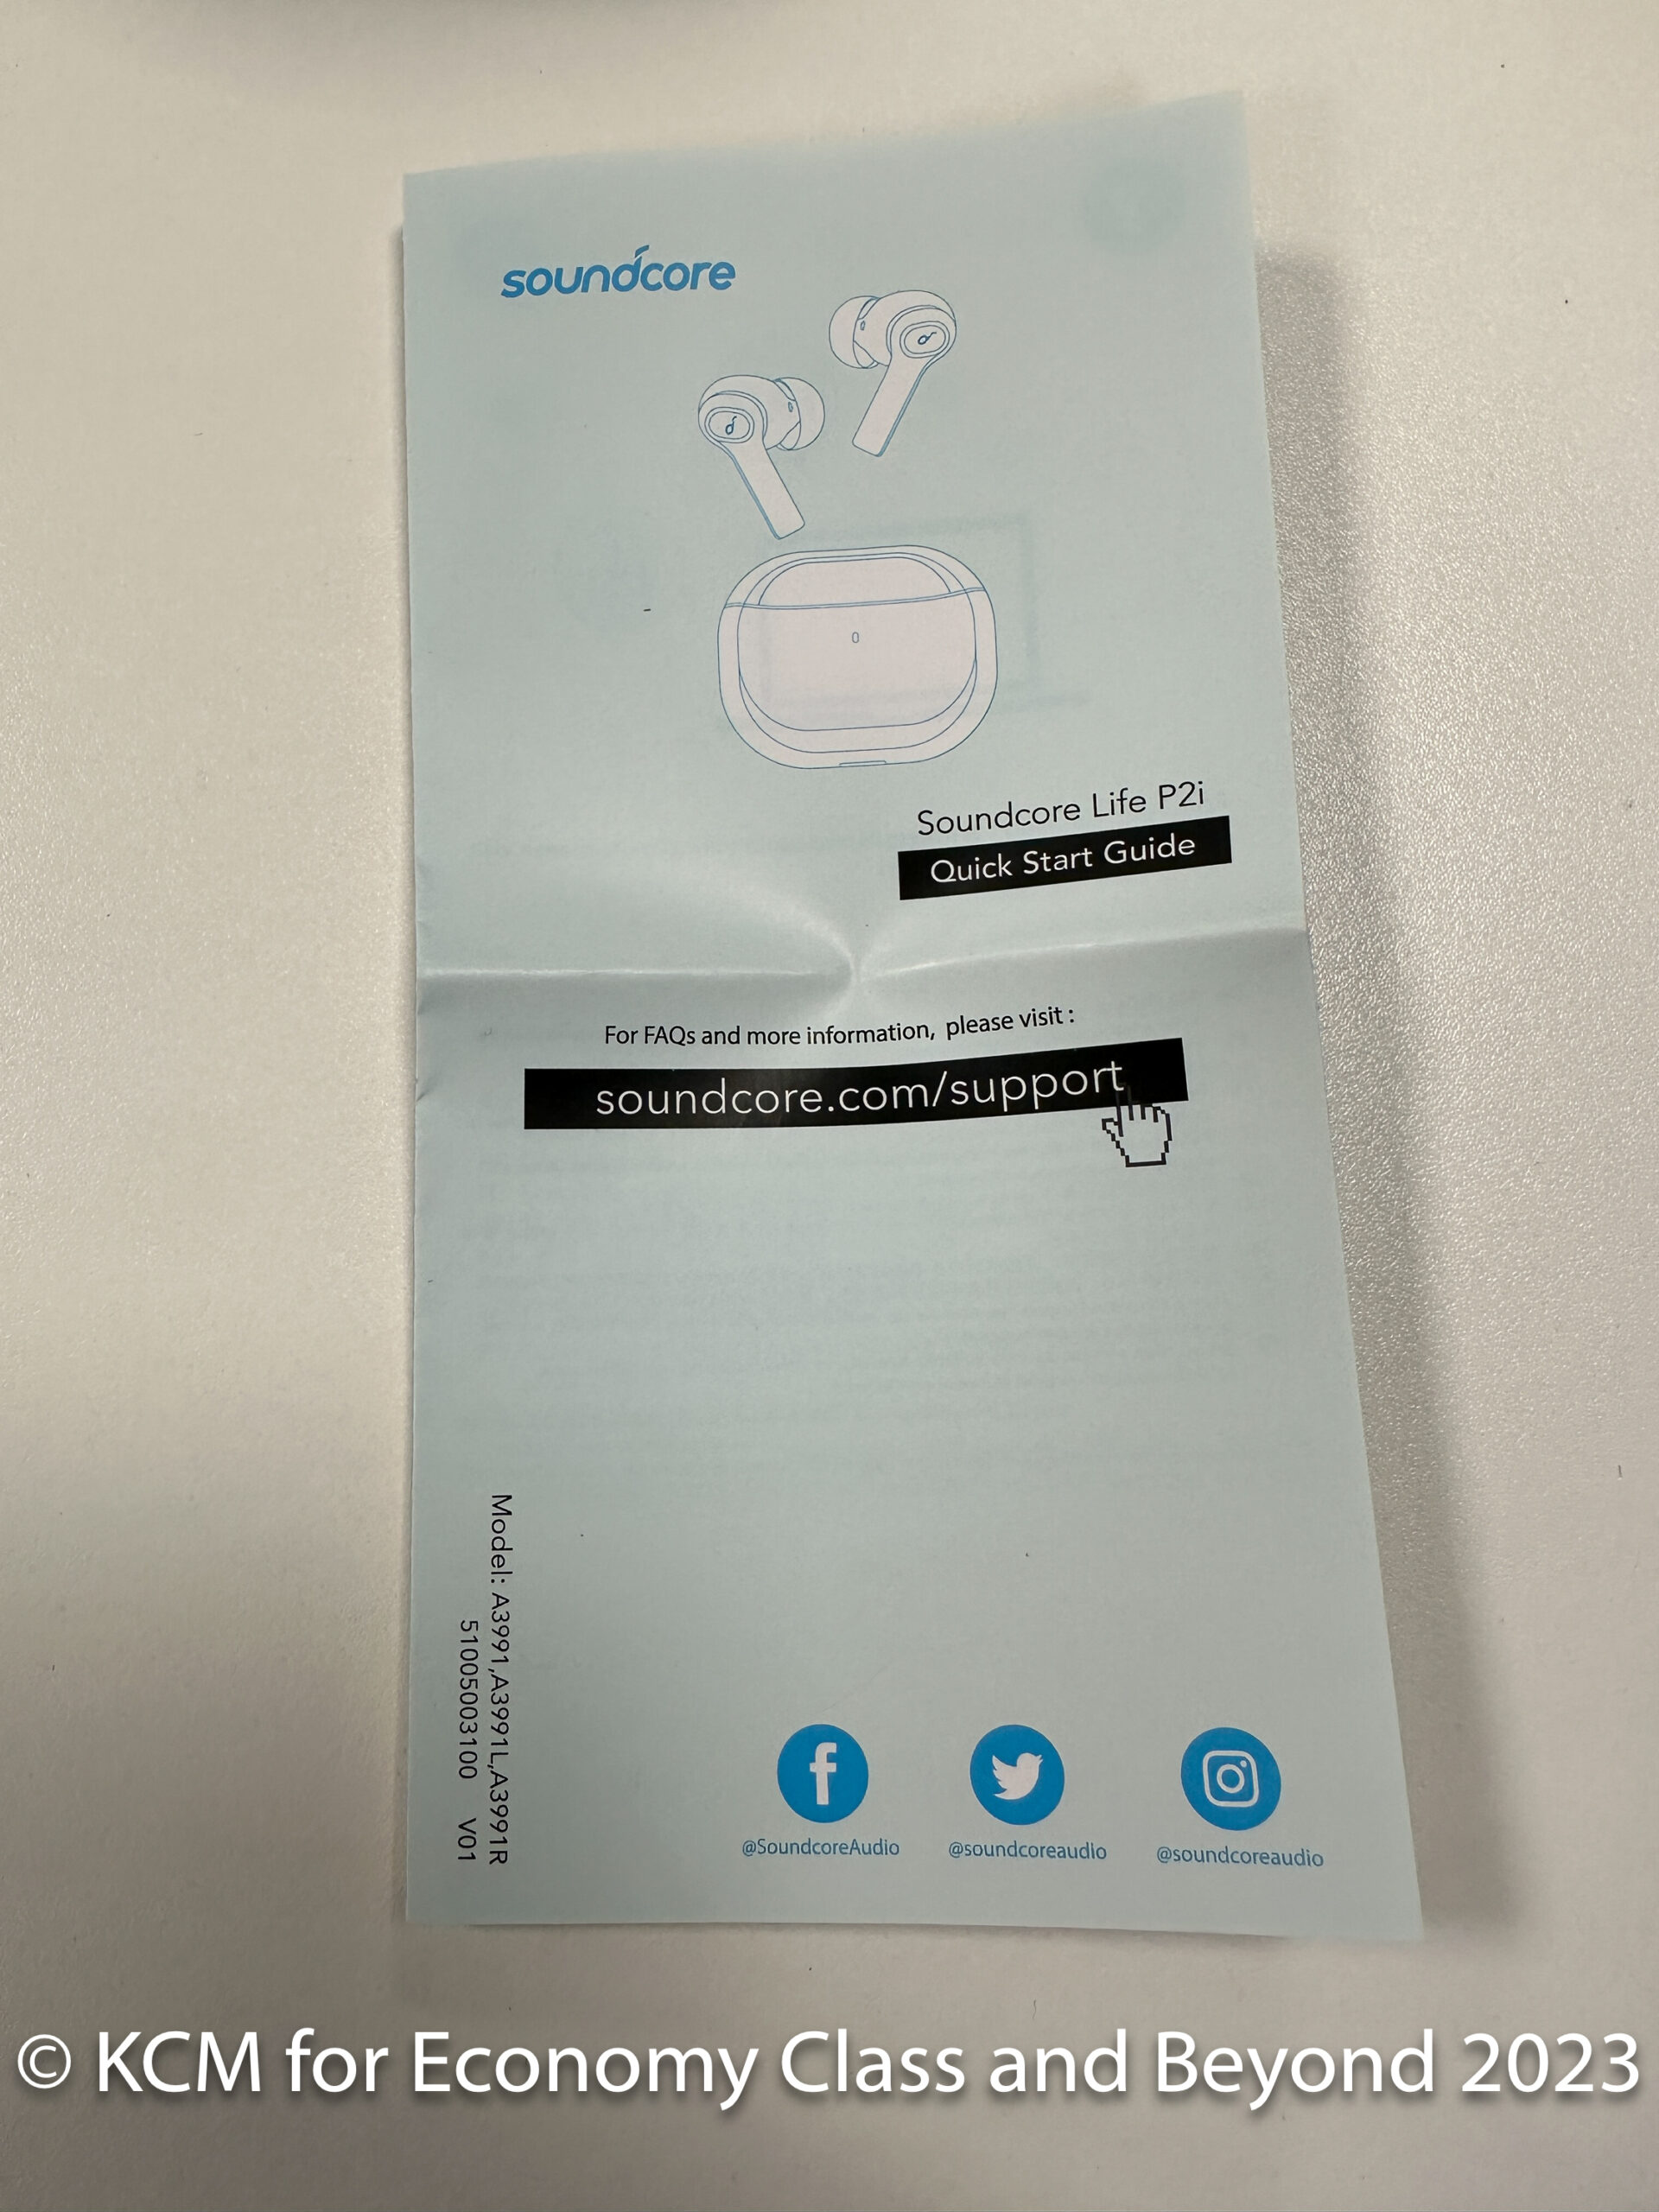 soundcore
Soundcore Life P2i
Quick Start Guide
For FAQs and more information, please visit :
soundcore.com/support
Model: A3991,A3991L,A3991R
51005003100 V01
@SoundcoreAudio
@soundcoreaudio
@soundcoreaudio
© KCM for Economy Class and Beyond 2023